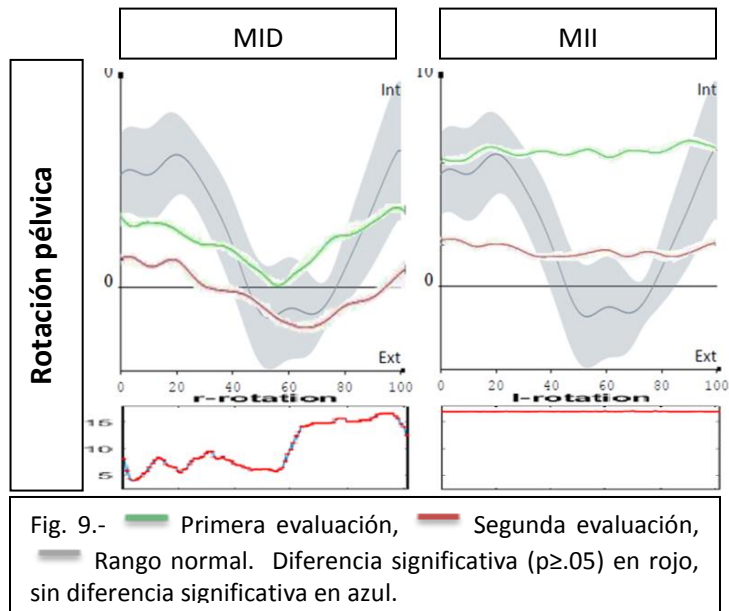 MID
MII
Rotación pélvica
0
Int
0
Ext
0 20 40 60 80 100
r-rotation
15
10
5
10
Int
0
Ext
0 20 40 60 80 100
l-rotation
Fig. 9.- Primera evaluación, Segunda evaluación,
Rango normal. Diferencia significativa (p≥.05) en rojo,
sin diferencia significativa en azul.